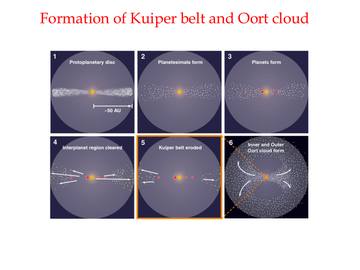 Formation of Kuiper belt and Oort cloud
1
Protoplanetary disc
~50 AU
2
Planetesimals form
3
Planets form
4
Interplanet region cleared
5
Kuiper belt eroded
6
Inner and Outer
Oort cloud form